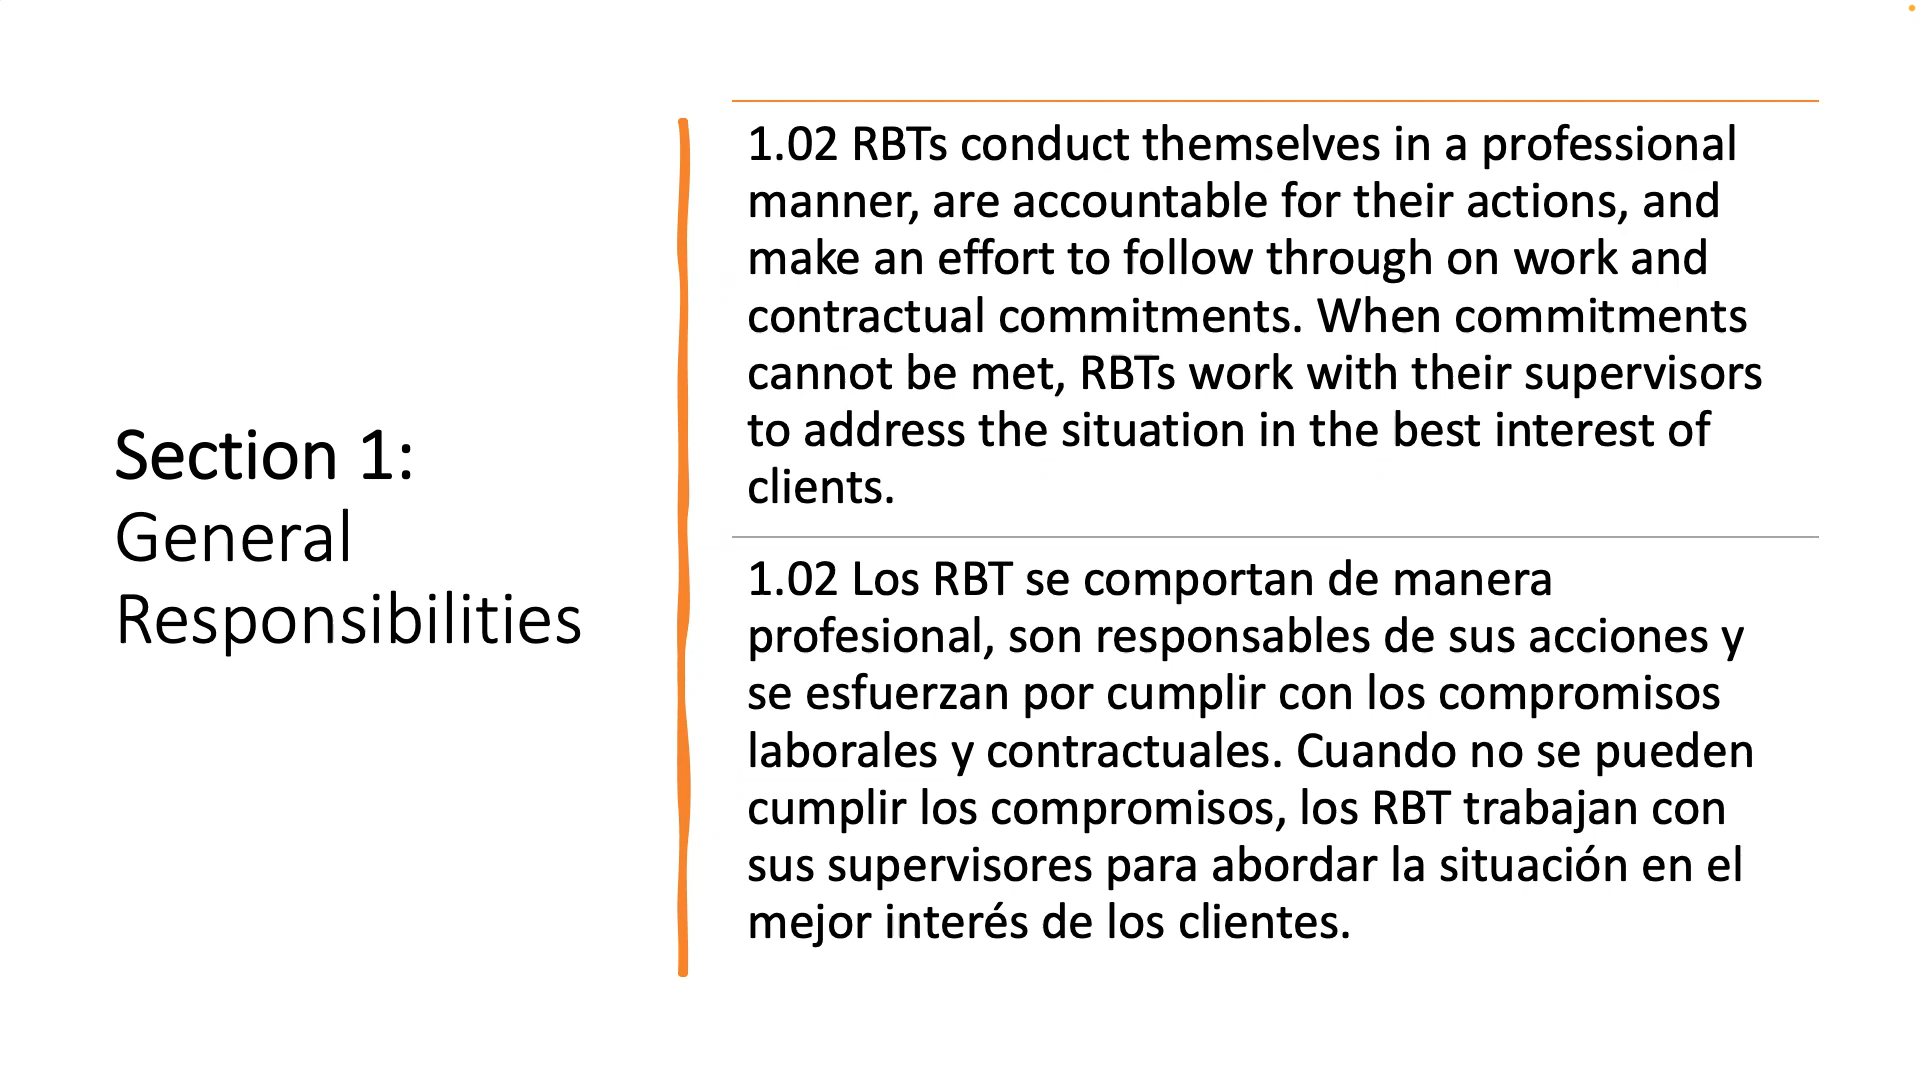 Section 1:
General
Responsibilities
1.02 RBTs conduct themselves in a professional
manner, are accountable for their actions, and
make an effort to follow through on work and
contractual commitments. When commitments
cannot be met, RBTs work with their supervisors
to address the situation in the best interest of
clients.
1.02 Los RBT se comportan de manera
profesional, son responsables de sus acciones y
se esfuerzan por cumplir con los compromisos
laborales y contractuales. Cuando no se pueden
cumplir los compromisos, los RBT trabajan con
sus supervisores para abordar la situación en el
mejor interés de los clientes.